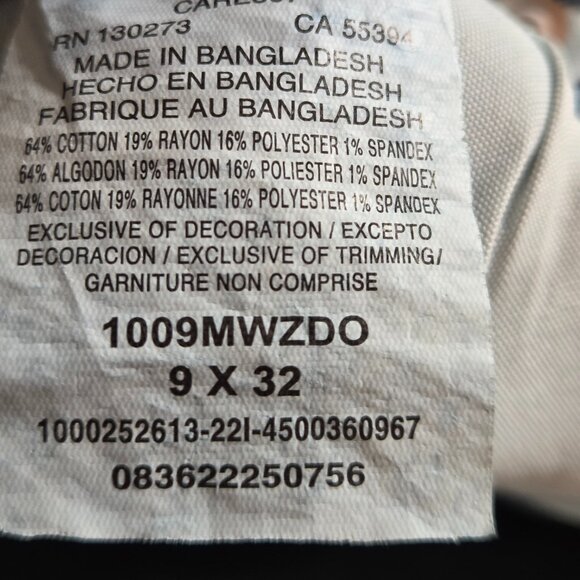 RN 130273 CA 55304
MADE IN BANGLADESH
HECHO EN BANGLADESH
FABRIQUE AU BANGLADESH
64% COTTON 19% RAYON 16% POLYESTER 1% SPANDEX
64% ALGODON 19% RAYON 16% POLIESTER 1% SPANDEX
64% COTON 19% RAYONNE 16% POLYESTER 1% SPANDEX
EXCLUSIVE OF DECORATION / EXCEPTO
DECORACION / EXCLUSIVE OF TRIMMING/
GARNITURE NON COMPRISE
1009MWZDO
9 X 32
1000252613-22I-4500360967
083622250756